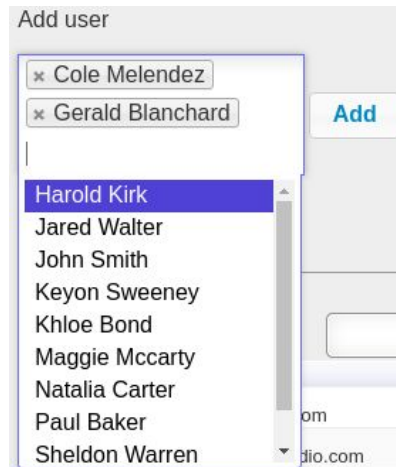 Add user
× Cole Melendez
× Gerald Blanchard
Add
Harold Kirk
Jared Walter
John Smith
Keyon Sweeney
Khloe Bond
Maggie Mccarty
Natalia Carter
Paul Baker
om
Sheldon Warren
dio.com